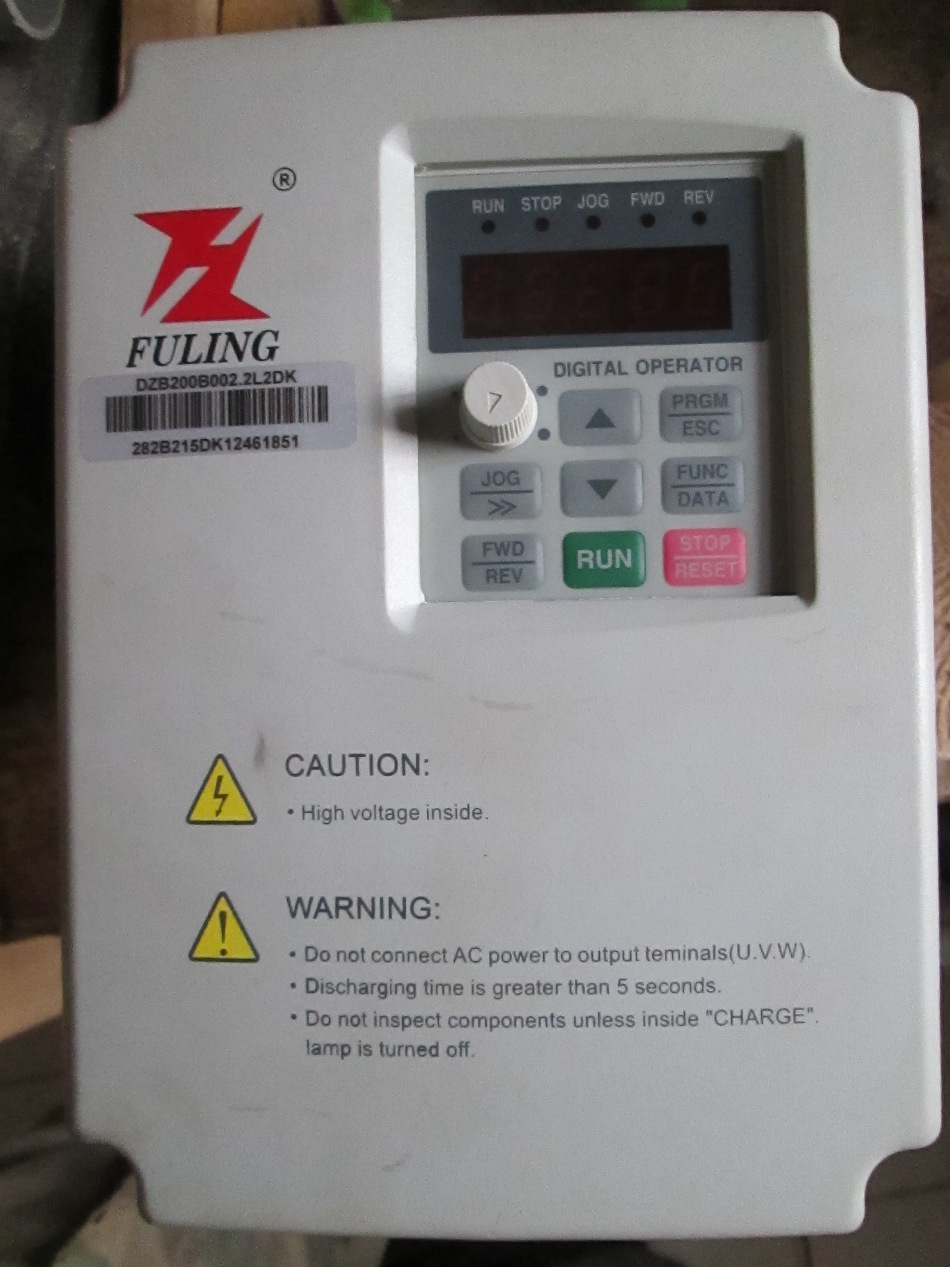 ®
FULING
DZB200B002.2L2DK
282B215DK12461851
RUN STOP JOG FWD REV
DIGITAL OPERATOR
PRGM
ESC
JOG
FUNC
DATA
FWD
REV
RUN
STOP
RESET
CAUTION:
• High voltage inside.
WARNING:
• Do not connect AC power to output teminals(U.V.W).
• Discharging time is greater than 5 seconds.
• Do not inspect components unless inside "CHARGE".
lamp is turned off.